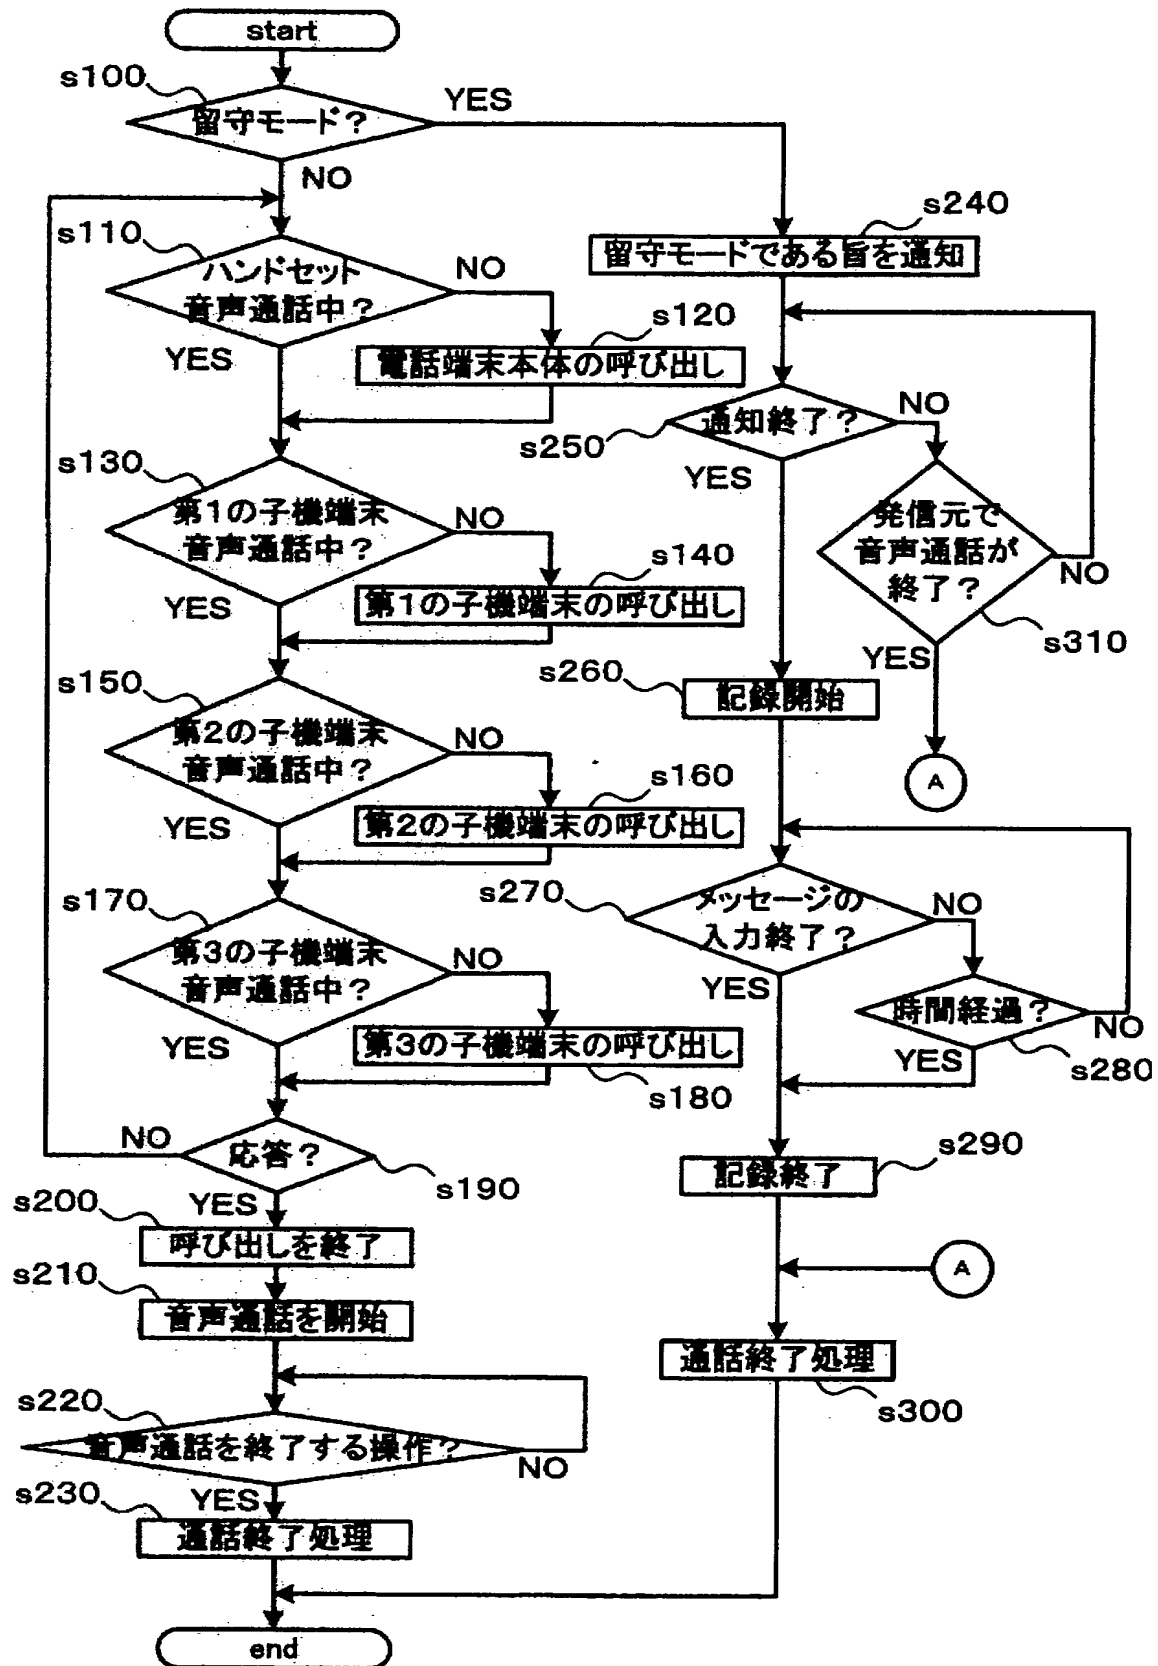 start
s100
留守モード?
YES
NO
s110
ハンドセット
音声通話中?
NO
YES
s120
電話端末本体の呼び出し
s130
第1の子機端末
音声通話中?
NO
YES
s140
第1の子機端末の呼び出し
s150
第2の子機端末
音声通話中?
NO
YES
s160
第2の子機端末の呼び出し
s170
第3の子機端末
音声通話中?
NO
YES
第3の子機端末の呼び出し
s180
NO
応答?
s190
YES
s200
呼び出しを終了
s210
音声通話を開始
s220
音声通話を終了する操作?
NO
YES
s230
通話終了処理
end
s240
留守モードである旨を通知
s250
通知終了?
NO
YES
発信元で
音声通話が
終了?
NO
s310
YES
A
s260
記録開始
s270
メッセージの
入力終了?
NO
YES
時間経過?
NO
YES
s280
s290
記録終了
A
通話終了処理
s300